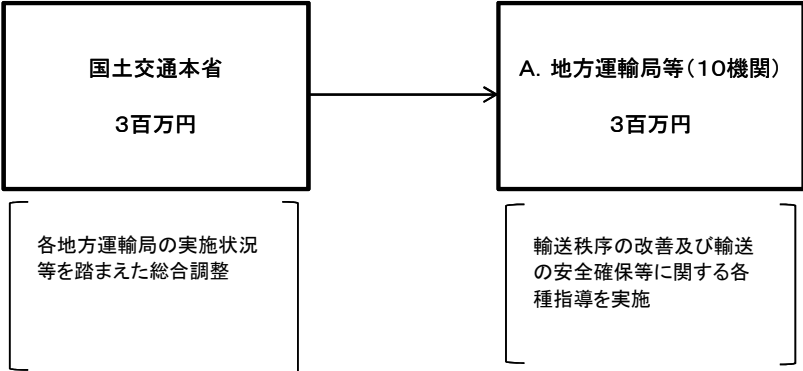 国土交通本省
3百万円
A．地方運輸局等（１０機関）
3百万円
各地方運輸局の実施状況
等を踏まえた総合調整
輸送秩序の改善及び輸送
の安全確保等に関する各
種指導を実施